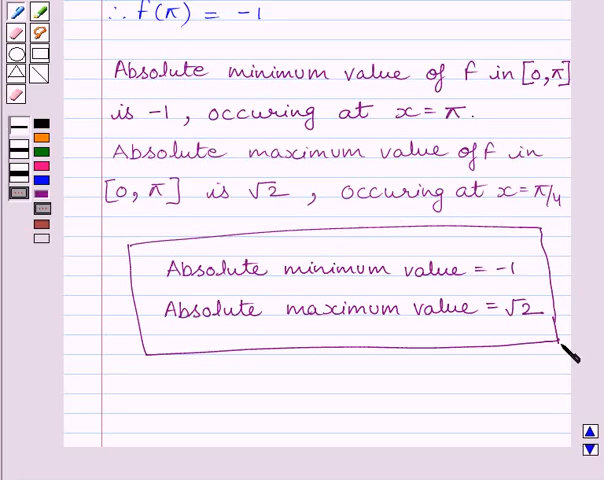 ∴ f(π) = -1
Absolute minimum value of f in [0,π]
is -1, occuring at x=π.
Absolute maximum value of f in
[0, π] is √2, occuring at x=π/4
Absolute minimum value = -1
Absolute maximum value = √2